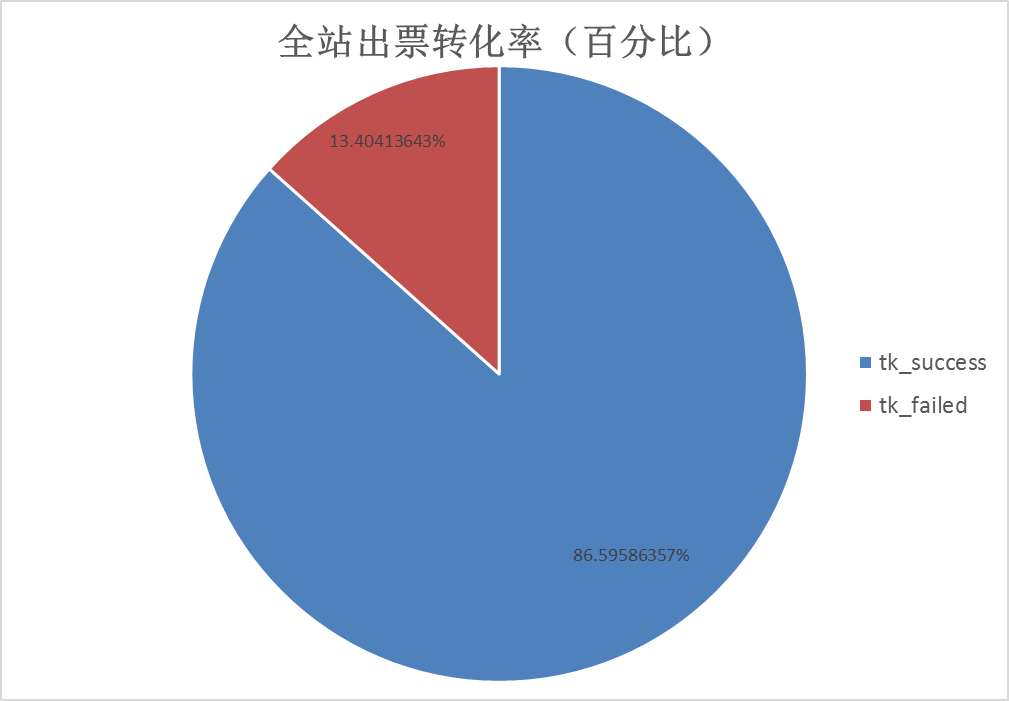 全站出票转化率（百分比）
13.40413643%
tk_success
tk_failed
86.59586357%